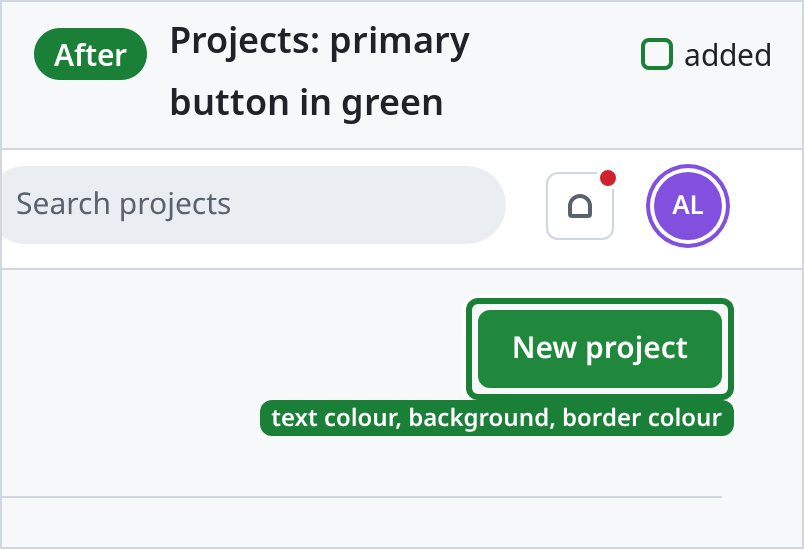 After
Projects: primary
button in green
added
Search projects
AL
New project
text colour, background, border colour